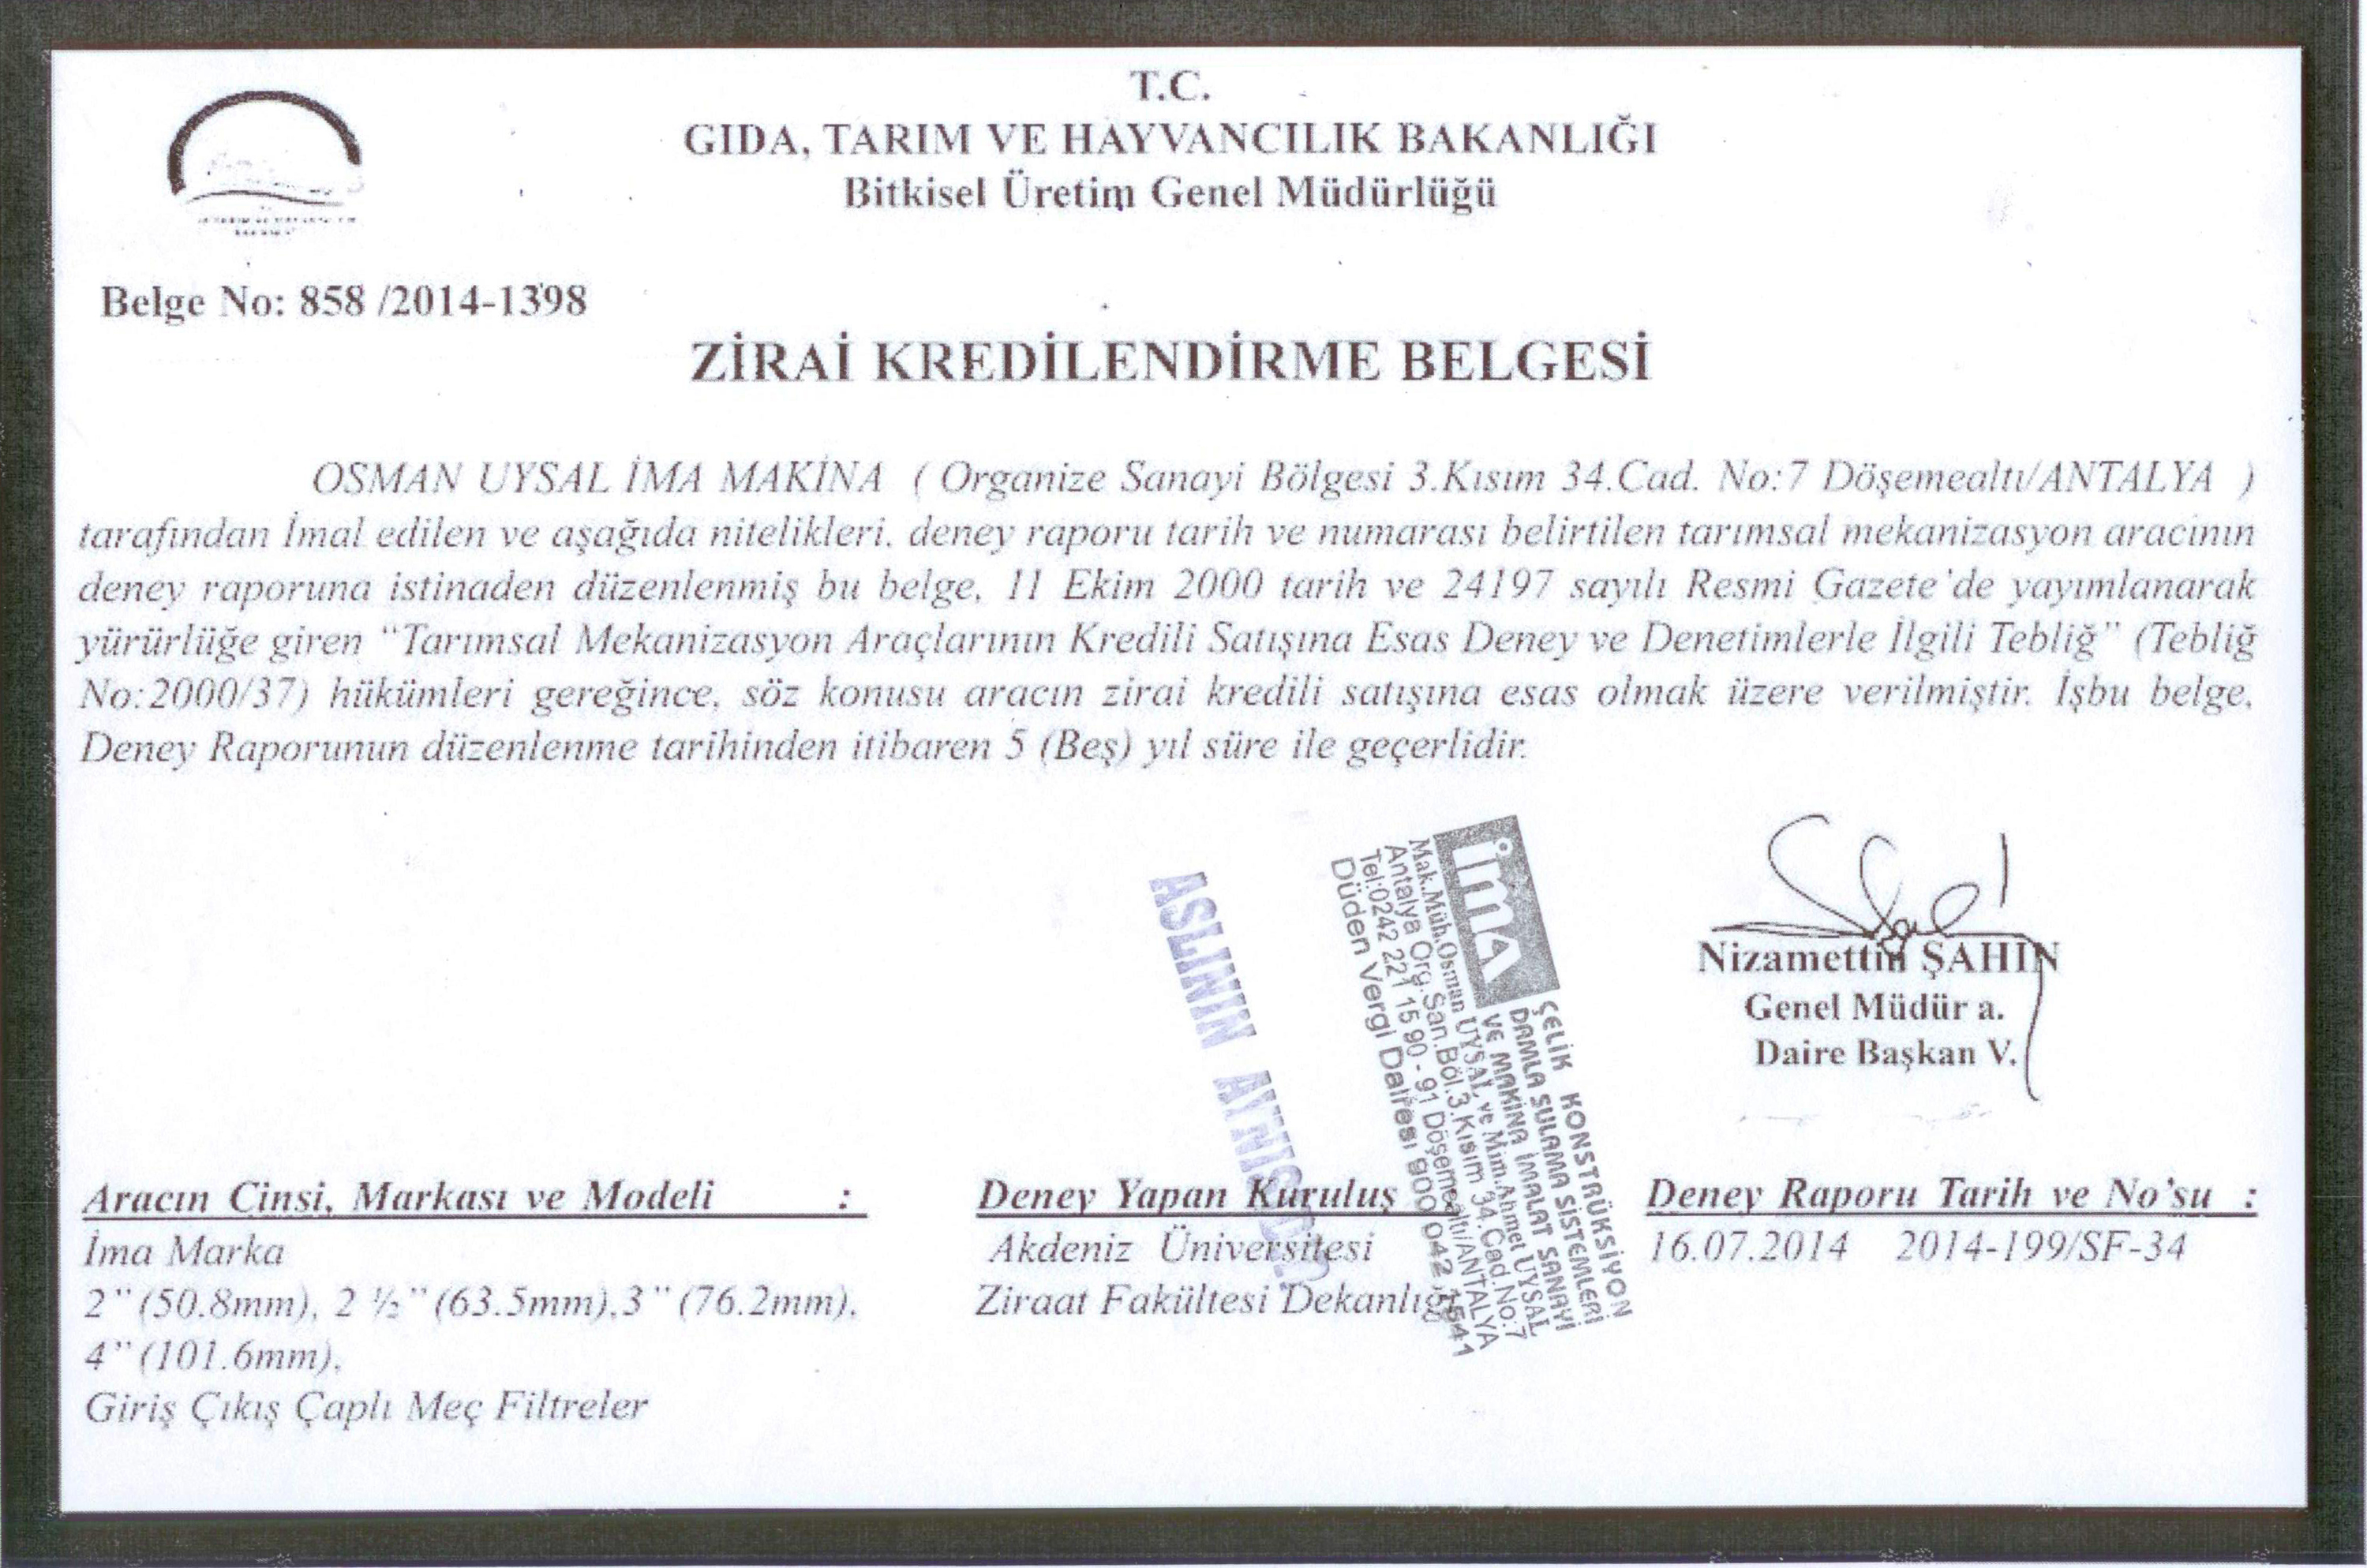 T.C.
GIDA, TARIM VE HAYVANCILIK BAKANLIĞI
Bitkisel Üretim Genel Müdürlüğü
Belge No: 858 /2014-1398
ZİRAİ KREDİLENDİRME BELGESİ
OSMAN UYSAL İMA MAKİNA ( Organize Sanayi Bölgesi 3.Kısım 34.Cad. No:7 Döşemealtı/ANTALYA )
tarafından İmal edilen ve aşağıda nitelikleri, deney raporu tarih ve numarası belirtilen tarımsal mekanizasyon aracının
deney raporuna istinaden düzenlenmiş bu belge, 11 Ekim 2000 tarih ve 24197 sayılı Resmi Gazete'de yayımlanarak
yürürlüğe giren “Tarımsal Mekanizasyon Araçlarının Kredili Satışına Esas Deney ve Denetimlerle İlgili Tebliğ” (Tebliğ
No:2000/37) hükümleri gereğince, söz konusu aracın zirai kredili satışına esas olmak üzere verilmiştir. İşbu belge,
Deney Raporunun düzenlenme tarihinden itibaren 5 (Beş) yıl süre ile geçerlidir.
Nizamettin ŞAHİN
Genel Müdür a.
Daire Başkan V.
ASLININ AYNISIDIR
İMA
ÇELİK KONSTRÜKSİYON
DAMLA SULAMA SİSTEMLERİ
VE MAKİNA İMALAT SANAYİ
Mak.Müh.Osman UYSAL ve Mim.Ahmet UYSAL
Antalya Org.San.Böl.3.Kısım 34.Cad.No:7
Tel:0242 221 15 90 - 91 Döşemealtı/ANTALYA
Düden Vergi Dairesi 900 042 1541
Aracın Cinsi, Markası ve Modeli :
İma Marka
2" (50.8mm), 2 ½" (63.5mm),3" (76.2mm),
4" (101.6mm),
Giriş Çıkış Çaplı Meç Filtreler
Deney Yapan Kuruluş
Akdeniz Üniversitesi
Ziraat Fakültesi Dekanlığı
Deney Raporu Tarih ve No'su :
16.07.2014 2014-199/SF-34